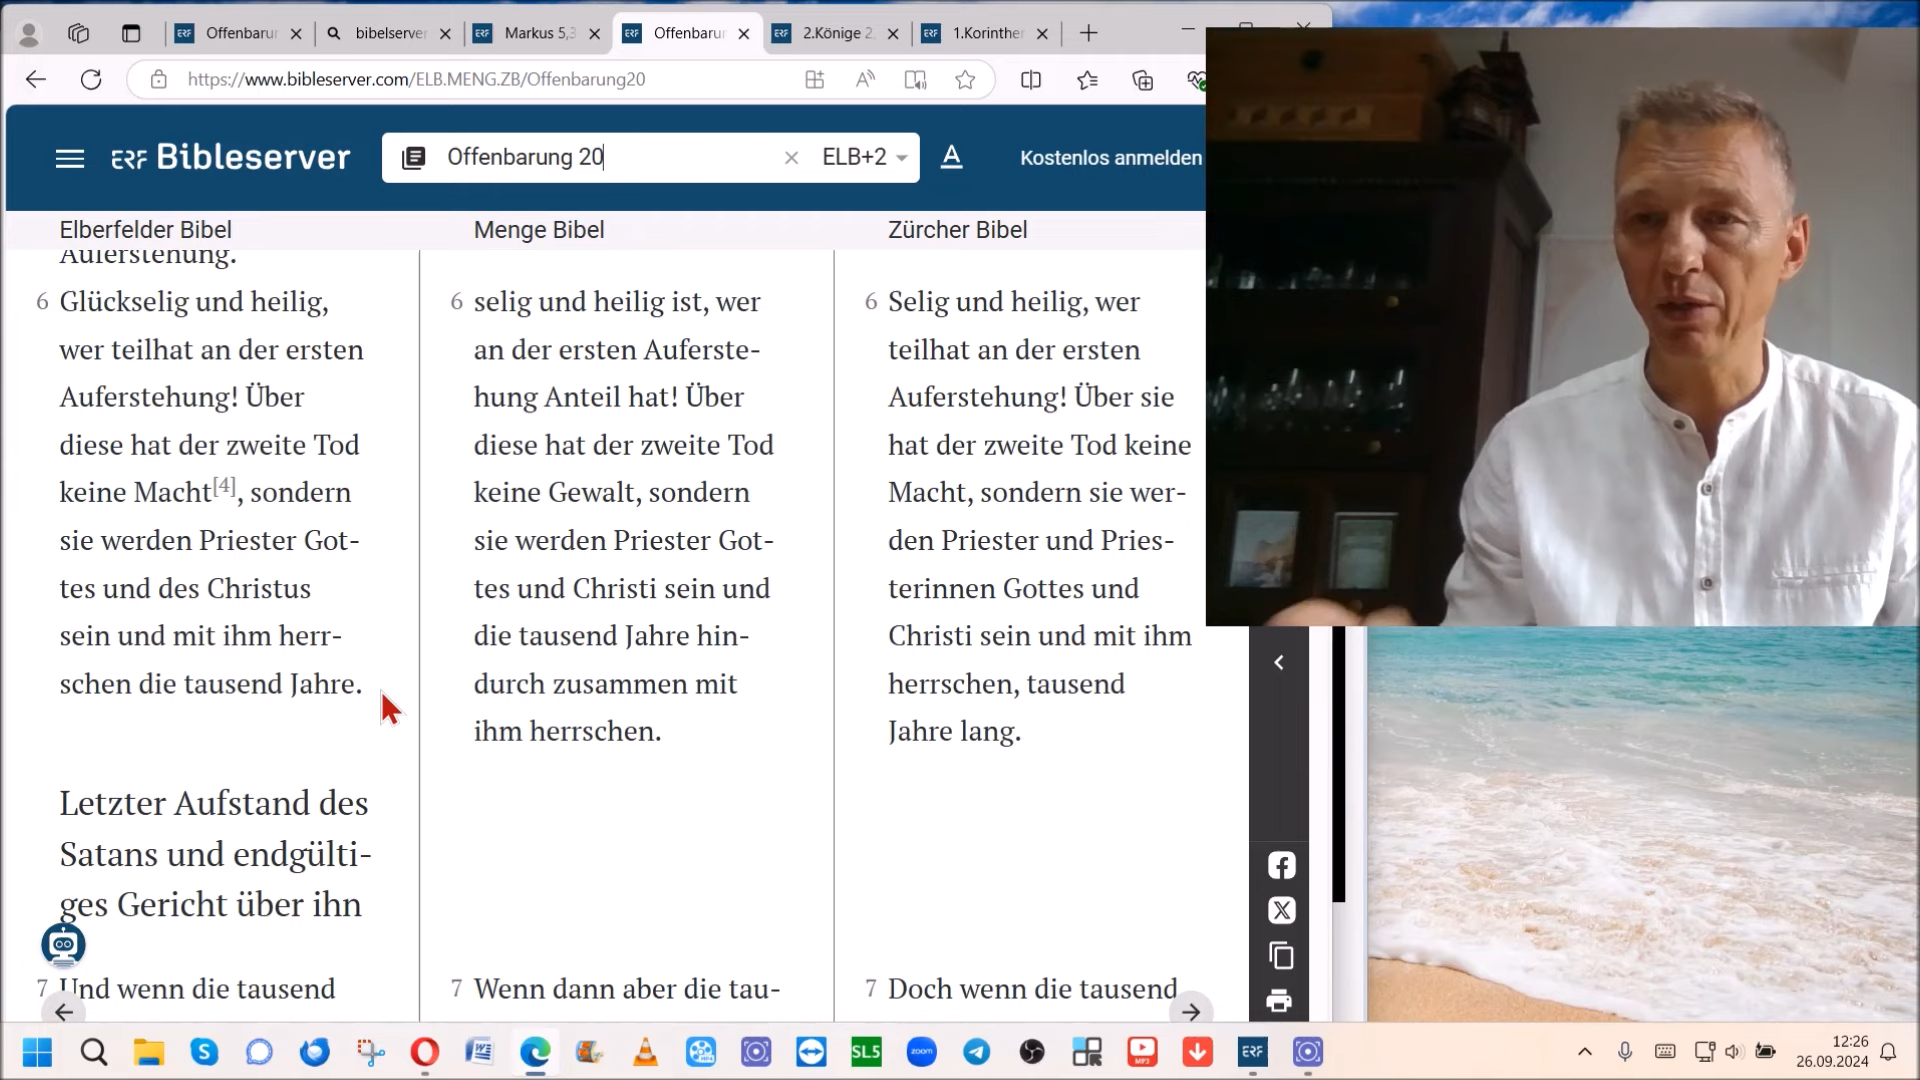 Offenbaru
bibelserver
Markus 5,3
Offenbaru
2.Könige 2
1.Korinthe
https://www.bibleserver.com/ELB.MENG.ZB/Offenbarung20
ERF Bibleserver
Offenbarung 20
ELB+2
A
Kostenlos anmelden
Elberfelder Bibel
Menge Bibel
Zürcher Bibel
Auferstehung.
6 Glückselig und heilig,
wer teilhat an der ersten
Auferstehung! Über
diese hat der zweite Tod
keine Macht[4], sondern
sie werden Priester Got-
tes und des Christus
sein und mit ihm herr-
schen die tausend Jahre.
Letzter Aufstand des
Satans und endgülti-
ges Gericht über ihn
7 Und wenn die tausend
6 selig und heilig ist, wer
an der ersten Auferste-
hung Anteil hat! Über
diese hat der zweite Tod
keine Gewalt, sondern
sie werden Priester Got-
tes und Christi sein und
die tausend Jahre hin-
durch zusammen mit
ihm herrschen.
7 Wenn dann aber die tau-
6 Selig und heilig, wer
teilhat an der ersten
Auferstehung! Über sie
hat der zweite Tod keine
Macht, sondern sie wer-
den Priester und Pries-
terinnen Gottes und
Christi sein und mit ihm
herrschen, tausend
Jahre lang.
7 Doch wenn die tausend
SL5
zoom
MP3
ERF
12:26
26.09.2024